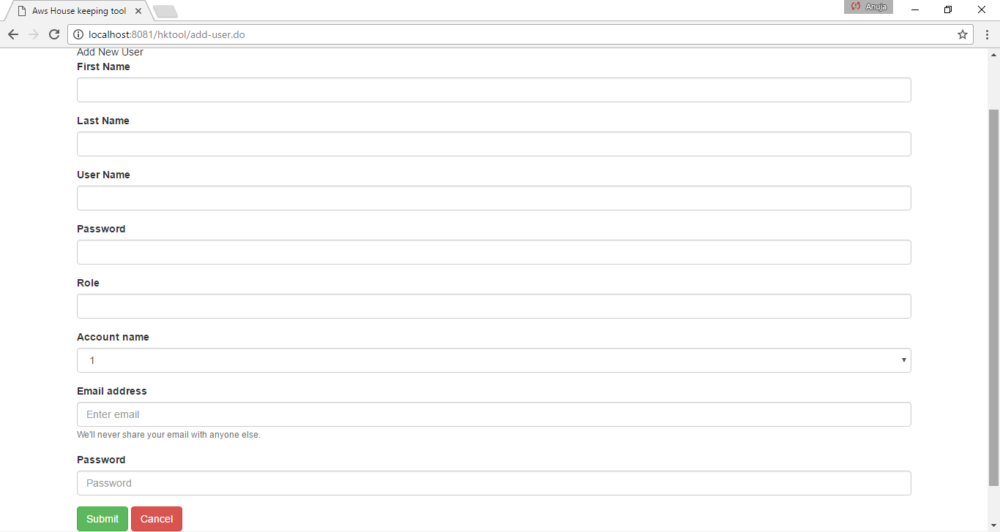 Aws House keeping tool
Anuja
localhost:8081/hktool/add-user.do
Add New User
First Name
Last Name
User Name
Password
Role
Account name
1
Email address
Enter email
We'll never share your email with anyone else.
Password
Password
Submit Cancel